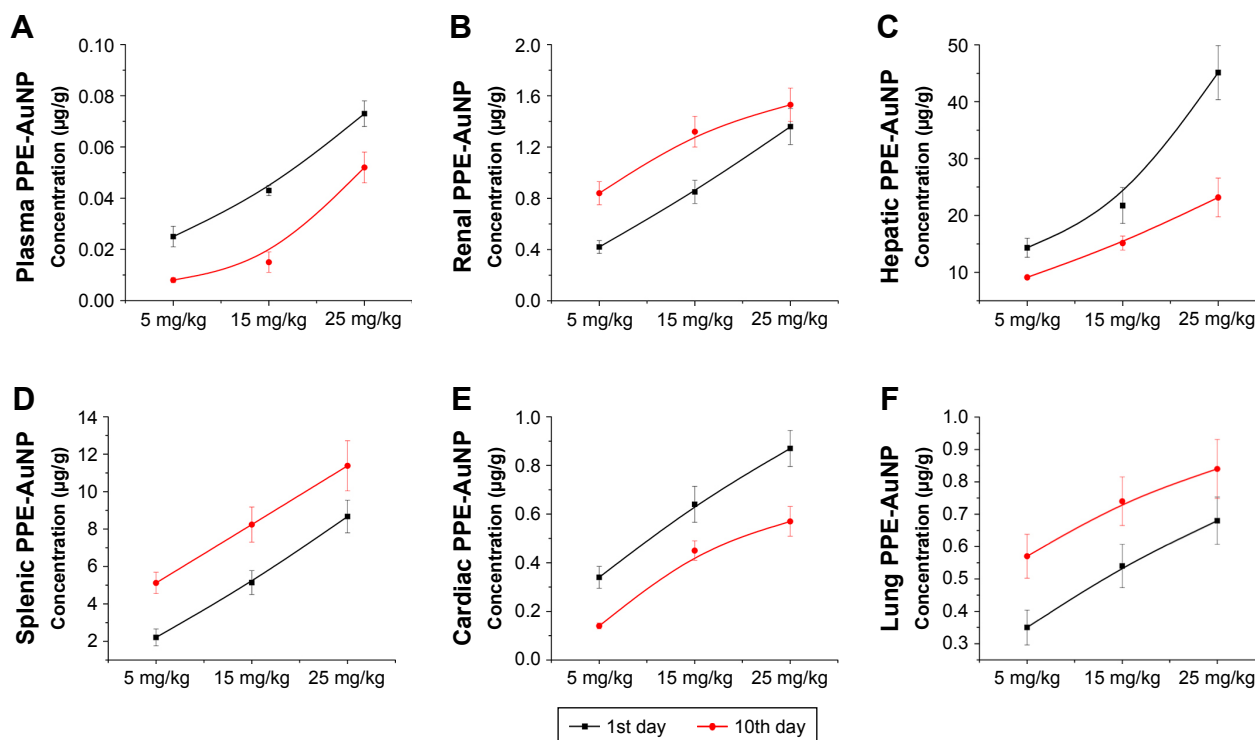 A
Plasma PPE-AuNP
Concentration (µg/g)
0.10
0.08
0.06
0.04
0.02
0.00
5 mg/kg 15 mg/kg 25 mg/kg
B
Renal PPE-AuNP
Concentration (µg/g)
2.0
1.6
1.2
0.8
0.4
0.0
5 mg/kg 15 mg/kg 25 mg/kg
C
Hepatic PPE-AuNP
Concentration (µg/g)
50
40
30
20
10
5 mg/kg 15 mg/kg 25 mg/kg
D
Splenic PPE-AuNP
Concentration (µg/g)
14
12
10
8
6
4
2
5 mg/kg 15 mg/kg 25 mg/kg
E
Cardiac PPE-AuNP
Concentration (µg/g)
1.0
0.8
0.6
0.4
0.2
0.0
5 mg/kg 15 mg/kg 25 mg/kg
F
Lung PPE-AuNP
Concentration (µg/g)
1.0
0.9
0.8
0.7
0.6
0.5
0.4
0.3
5 mg/kg 15 mg/kg 25 mg/kg
1st day 10th day